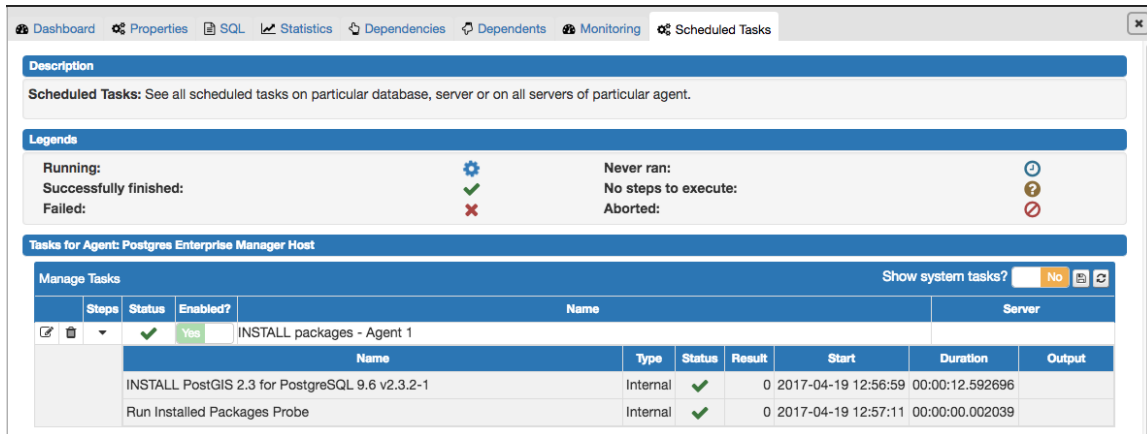 Dashboard Properties SQL Statistics Dependencies Dependents Monitoring Scheduled Tasks
Description
Scheduled Tasks: See all scheduled tasks on particular database, server or on all servers of particular agent.
Legends
Running: Never ran:
Successfully finished: No steps to execute:
Failed: Aborted:
Tasks for Agent: Postgres Enterprise Manager Host
Manage Tasks Show system tasks? No
Steps Status Enabled? Name Server
Yes INSTALL packages - Agent 1
Name Type Status Result Start Duration Output
INSTALL PostGIS 2.3 for PostgreSQL 9.6 v2.3.2-1 Internal 0 2017-04-19 12:56:59 00:00:12.592696
Run Installed Packages Probe Internal 0 2017-04-19 12:57:11 00:00:00.002039